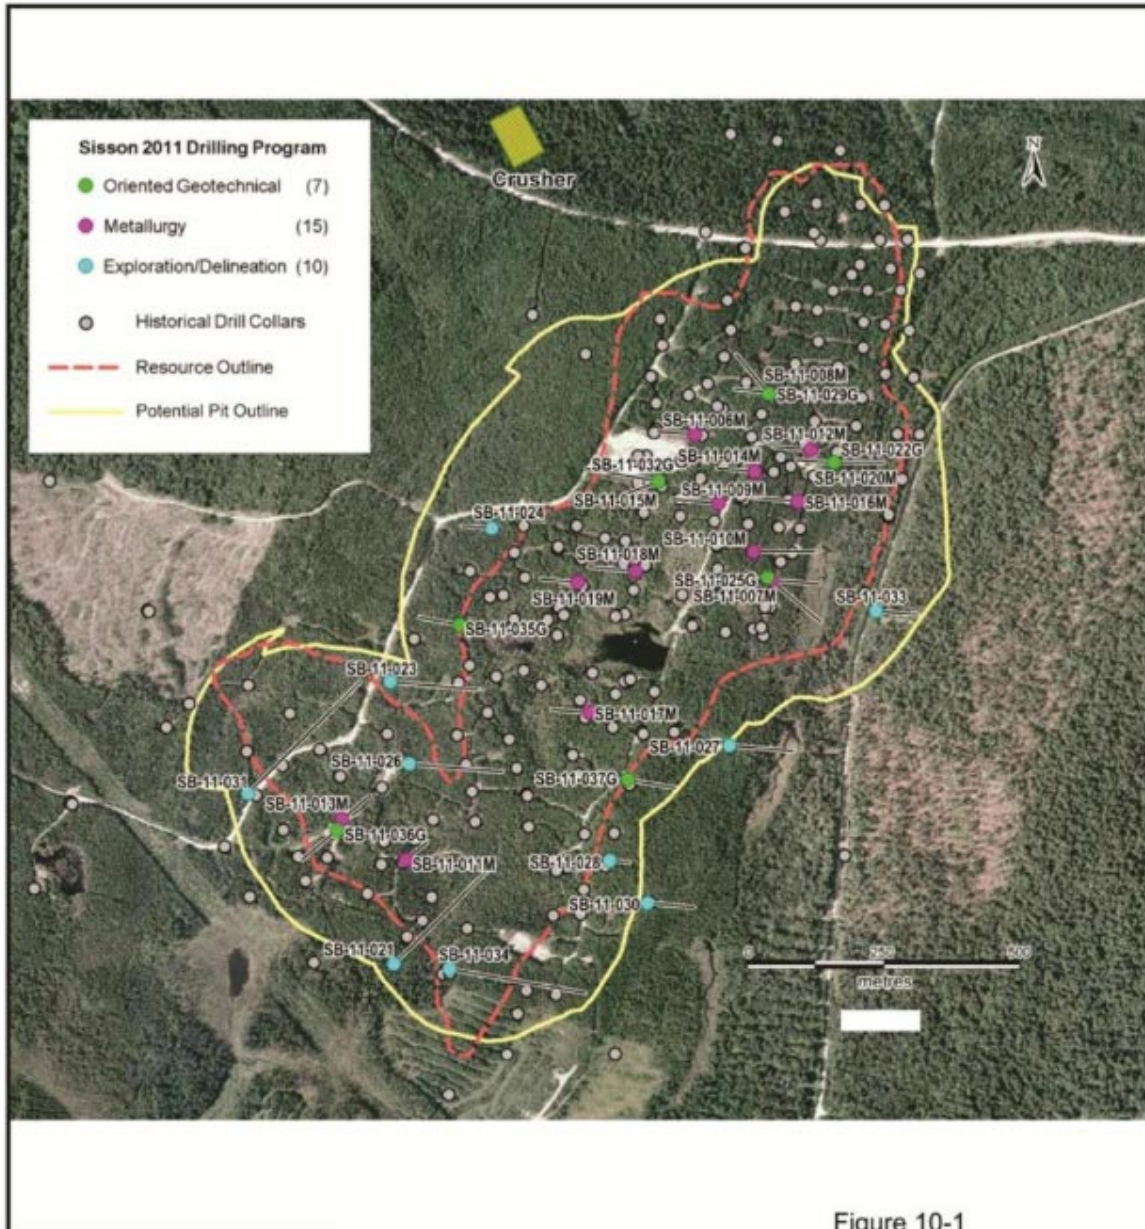 Sisson 2011 Drilling Program
Oriented Geotechnical (7)
Metallurgy (15)
Exploration/Delineation (10)
Historical Drill Collars
Resource Outline
Potential Pit Outline
Crusher
N
SB-11-008M
SB-11-029G
SB-11-006M
SB-11-012M
SB-11-014M
SB-11-022G
SB-11-032G
SB-11-020M
SB-11-009M
SB-11-015M
SB-11-016M
SB-11-024
SB-11-010M
SB-11-018M
SB-11-025G
SB-11-019M
SB-11-007M
SB-11-033
SB-11-035G
SB-11-023
SB-11-017M
SB-11-027
SB-11-026
SB-11-037G
SB-11-031
SB-11-013M
SB-11-036G
SB-11-011M
SB-11-028
SB-11-030
SB-11-021
SB-11-034
0 250 500
metres
Figure 10-1